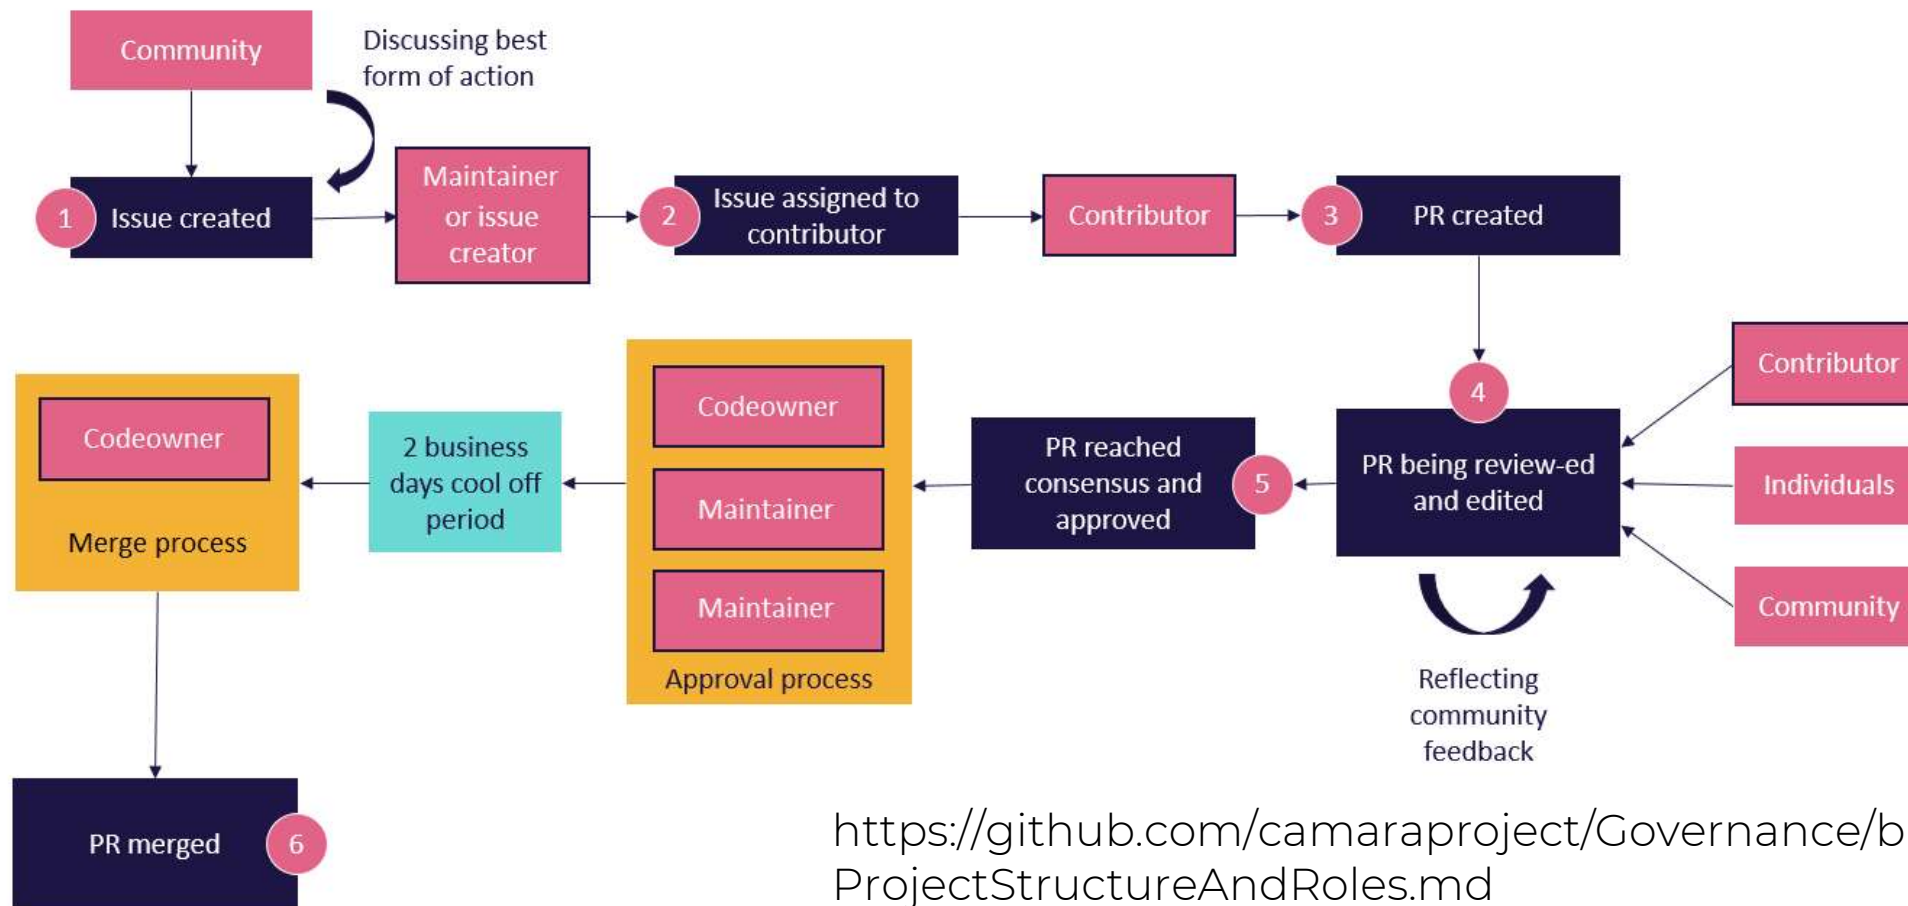 Community
Discussing best
form of action
1
Issue created
Maintainer
or issue
creator
2
Issue assigned to
contributor
Contributor
3
PR created
4
PR being review-ed
and edited
Contributor
Individuals
Community
Reflecting
community
feedback
5
PR reached
consensus and
approved
Codeowner
Maintainer
Maintainer
Approval process
2 business
days cool off
period
Codeowner
Merge process
PR merged
6
https://github.com/camaraproject/Governance/b
ProjectStructureAndRoles.md